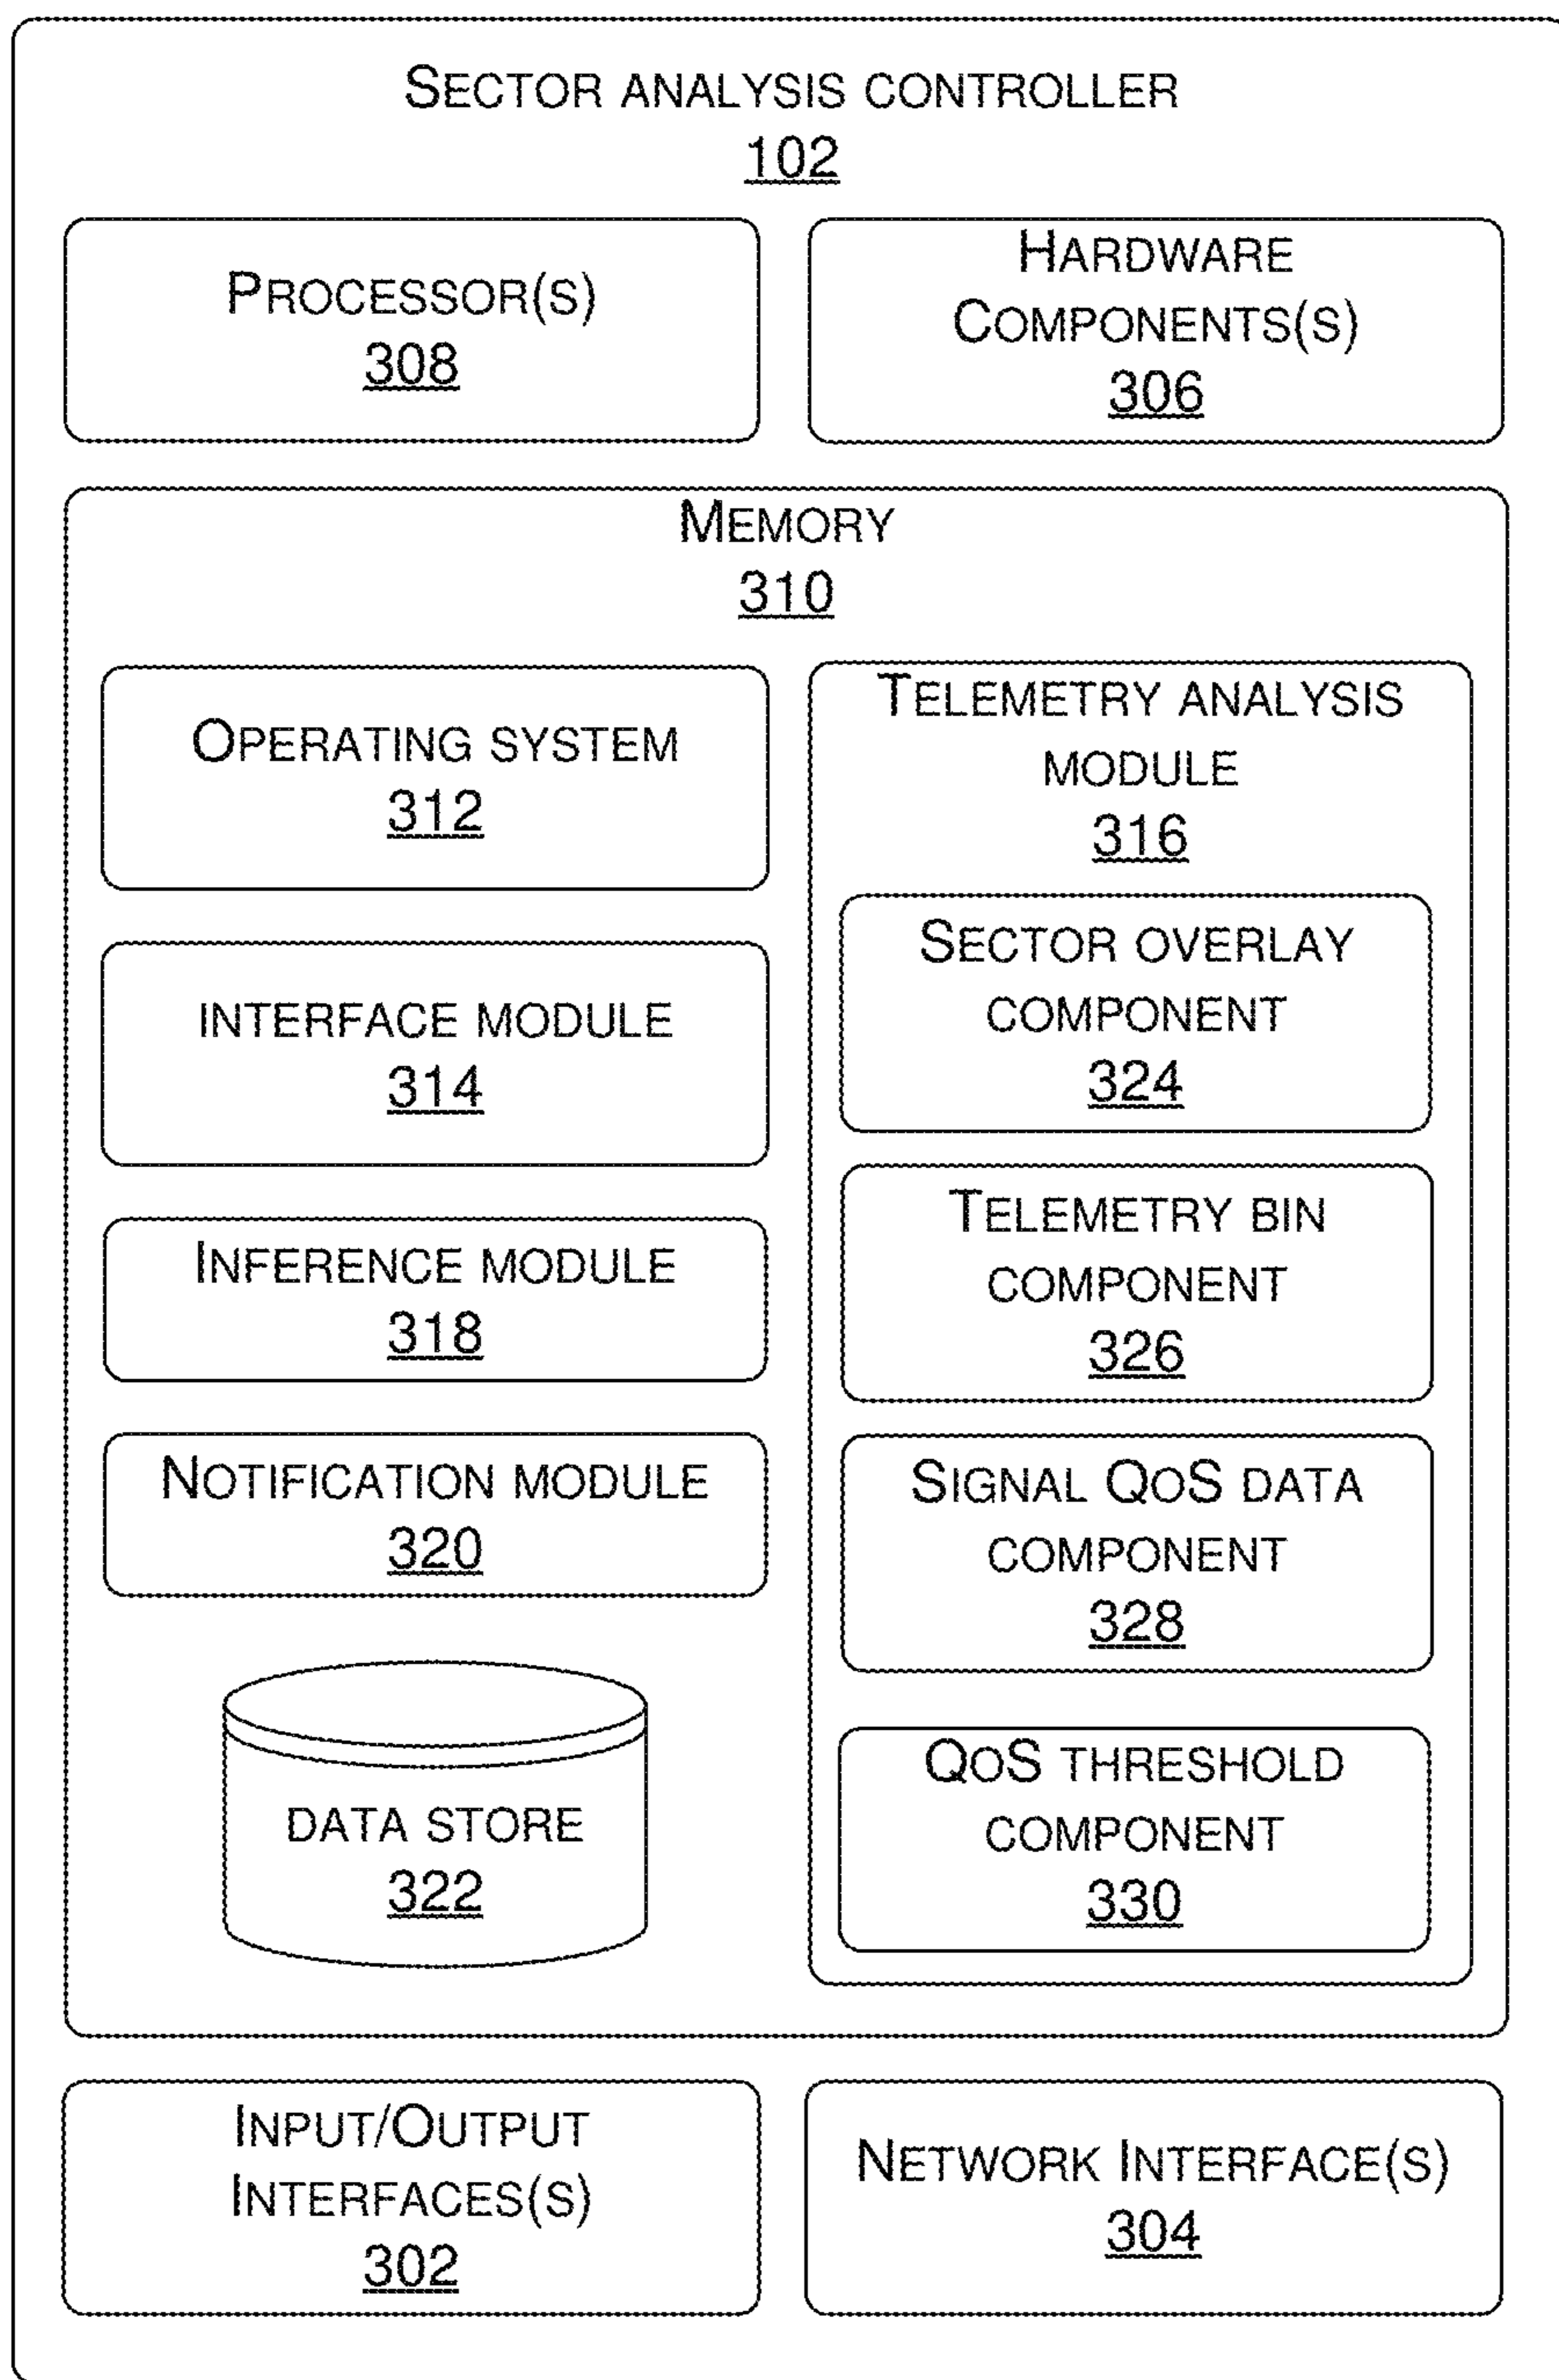 SECTOR ANALYSIS CONTROLLER
102
PROCESSOR(S)
308
HARDWARE
COMPONENTS(S)
306
MEMORY
310
OPERATING SYSTEM
312
INTERFACE MODULE
314
INFERENCE MODULE
318
NOTIFICATION MODULE
320
DATA STORE
322
TELEMETRY ANALYSIS
MODULE
316
SECTOR OVERLAY
COMPONENT
324
TELEMETRY BIN
COMPONENT
326
SIGNAL QOS DATA
COMPONENT
328
QOS THRESHOLD
COMPONENT
330
INPUT/OUTPUT
INTERFACES(S)
302
NETWORK INTERFACE(S)
304